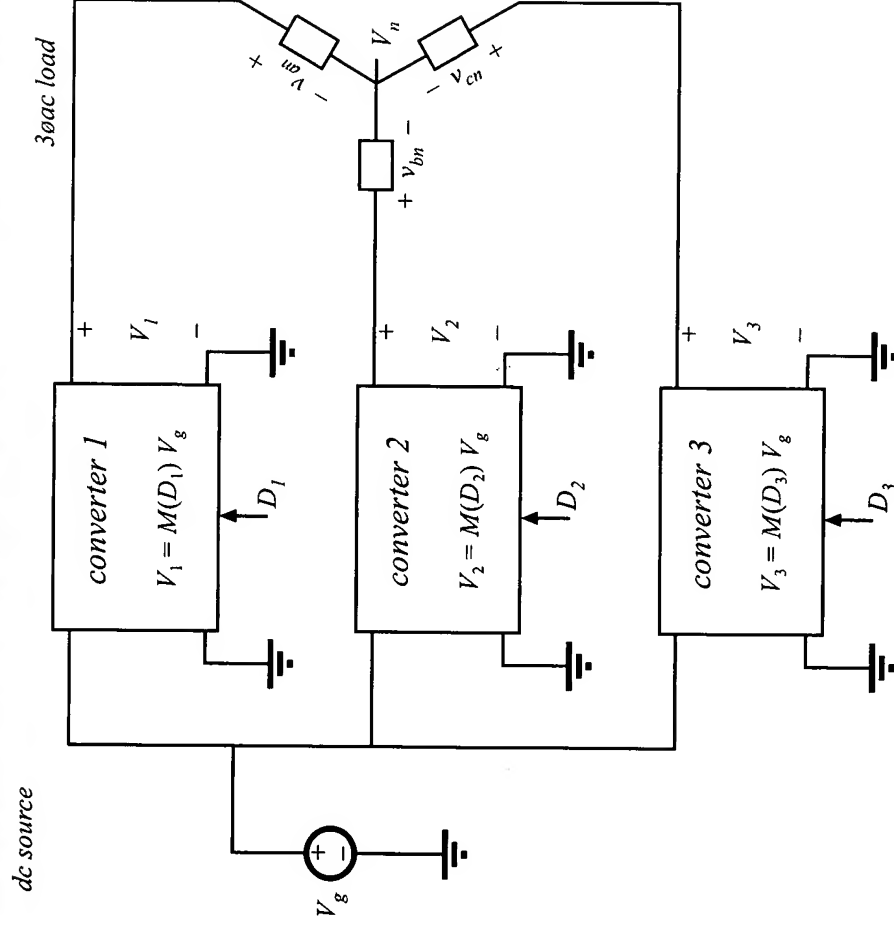 dc source
3øac load
V_g
+
−
converter 1
V_1 = M(D_1) V_g
D_1
+
V_1
−
converter 2
V_2 = M(D_2) V_g
D_2
+
V_2
−
converter 3
V_3 = M(D_3) V_g
D_3
+
V_3
−
+
v_an
−
V_n
+
v_bn
−
−
v_cn
+